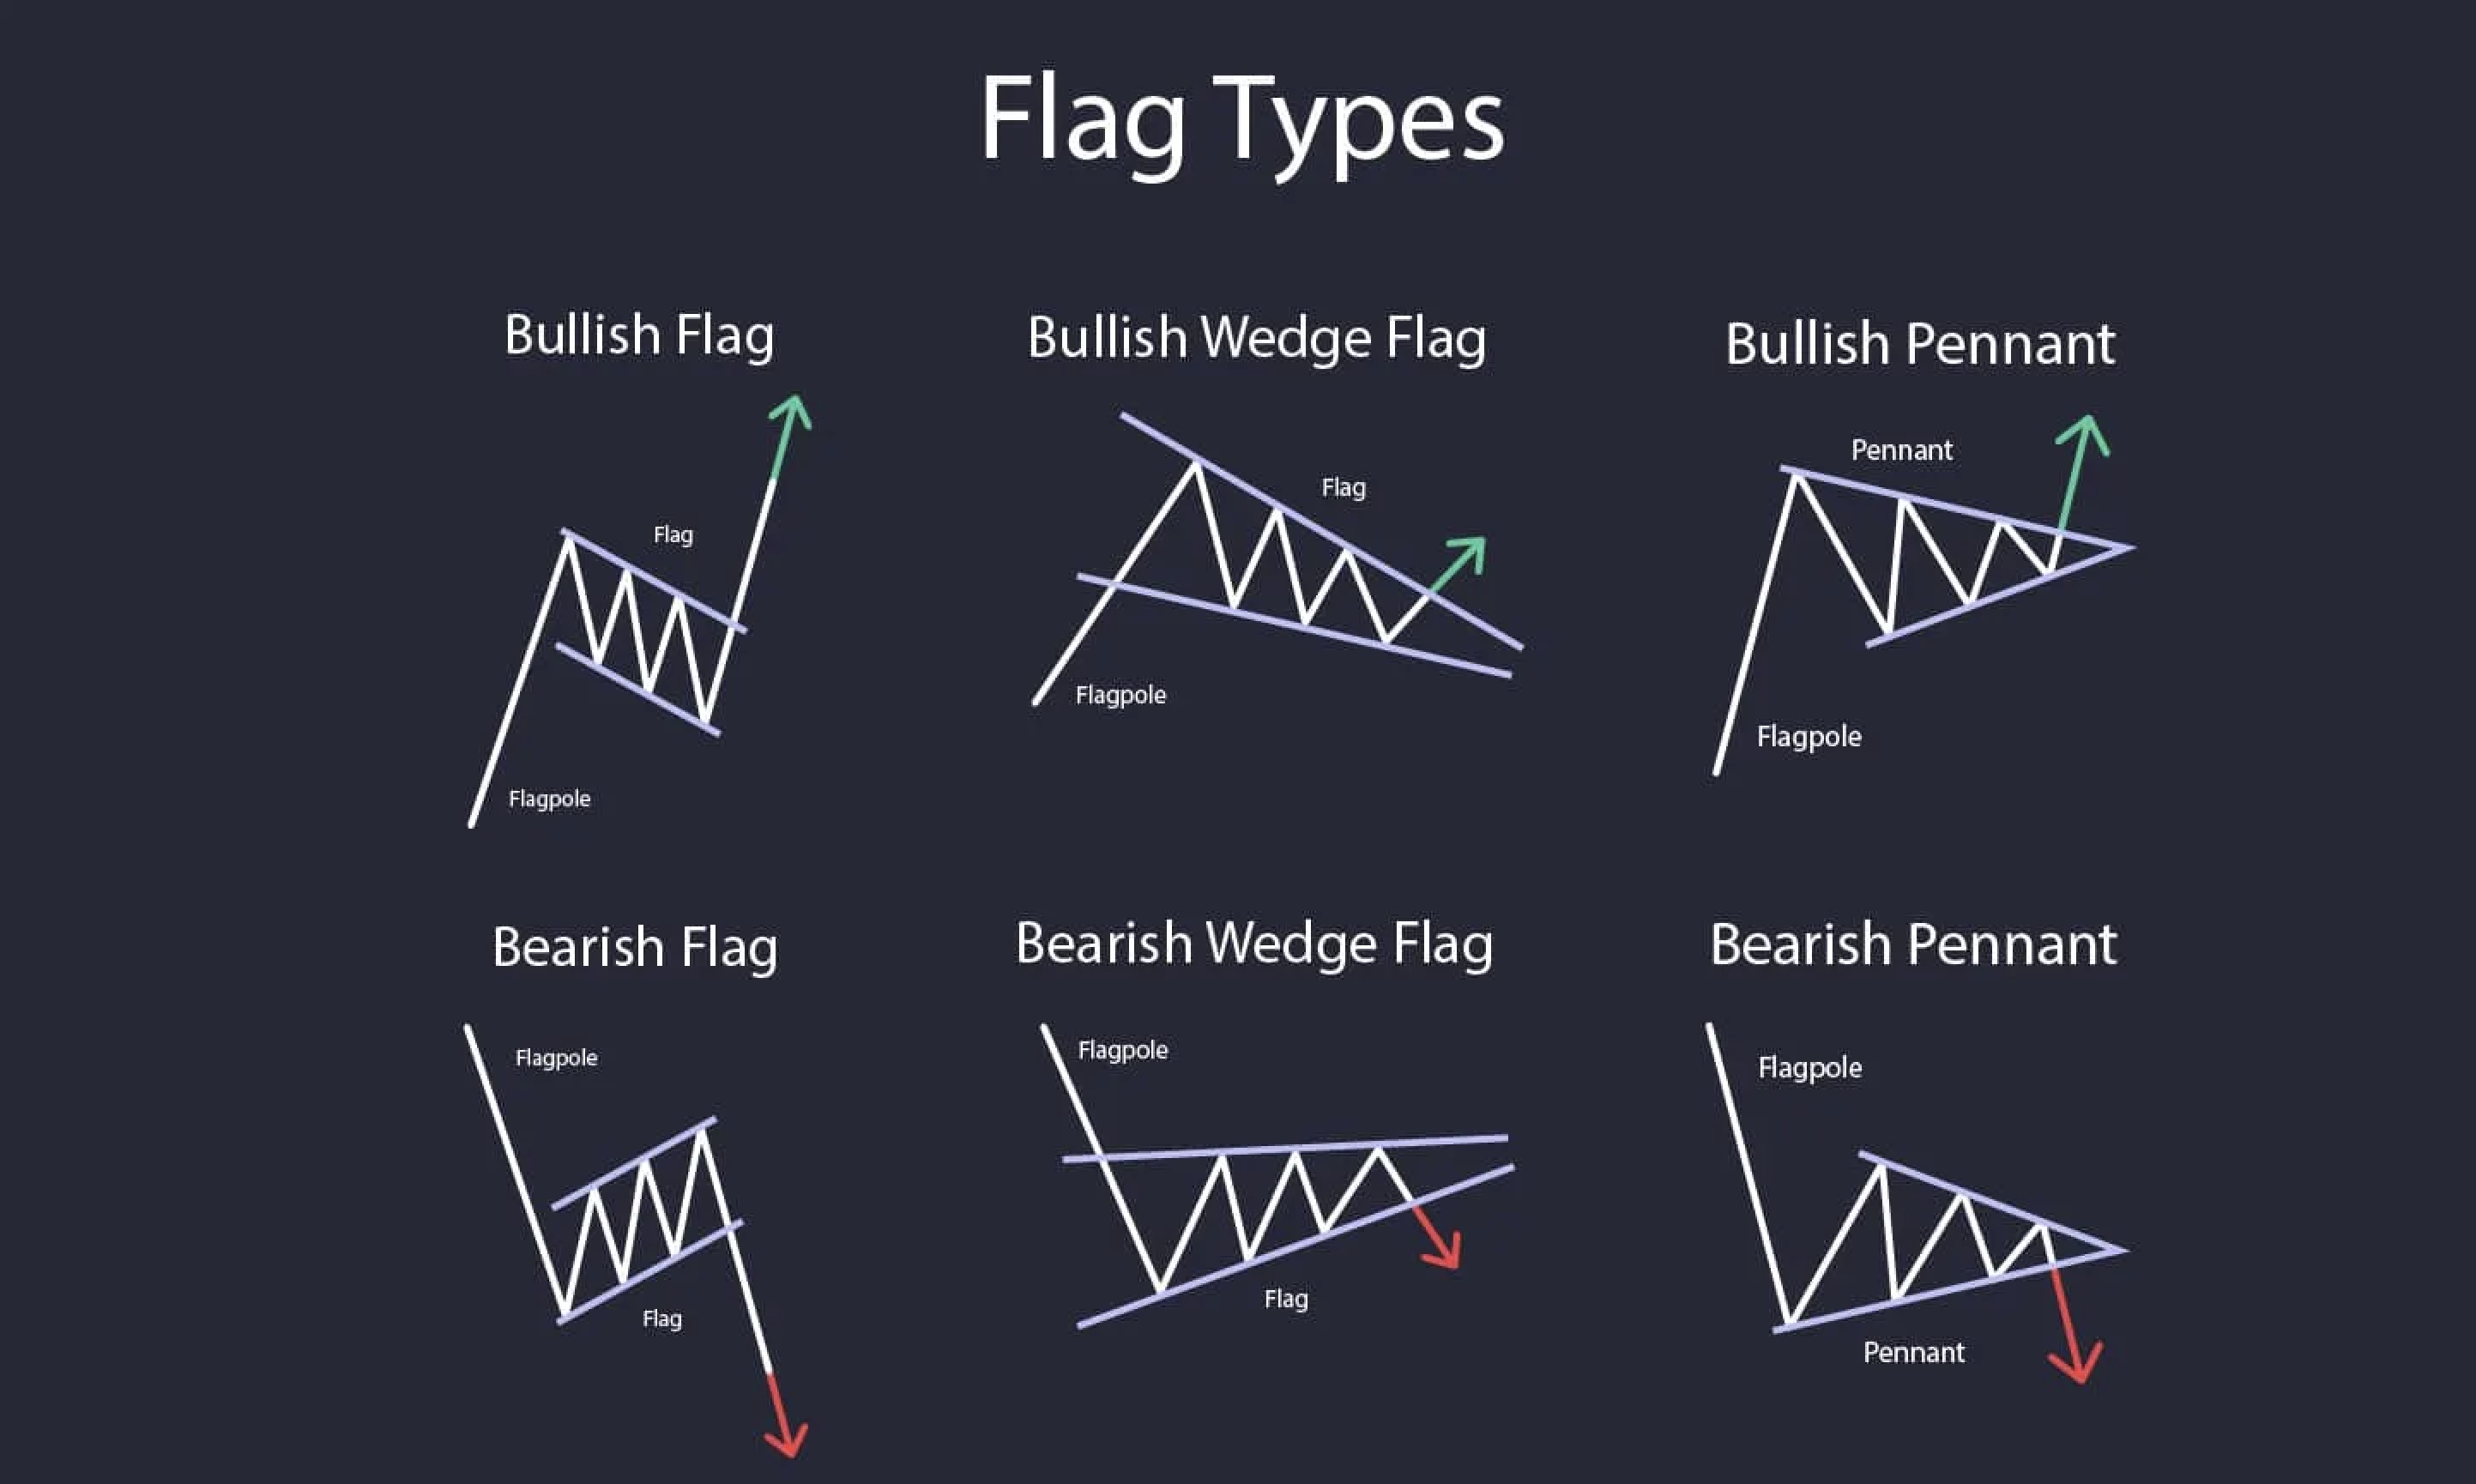 Flag Types
Bullish Flag
Flag
Flagpole
Bullish Wedge Flag
Flag
Flagpole
Bullish Pennant
Pennant
Flagpole
Bearish Flag
Flagpole
Flag
Bearish Wedge Flag
Flagpole
Flag
Bearish Pennant
Flagpole
Pennant